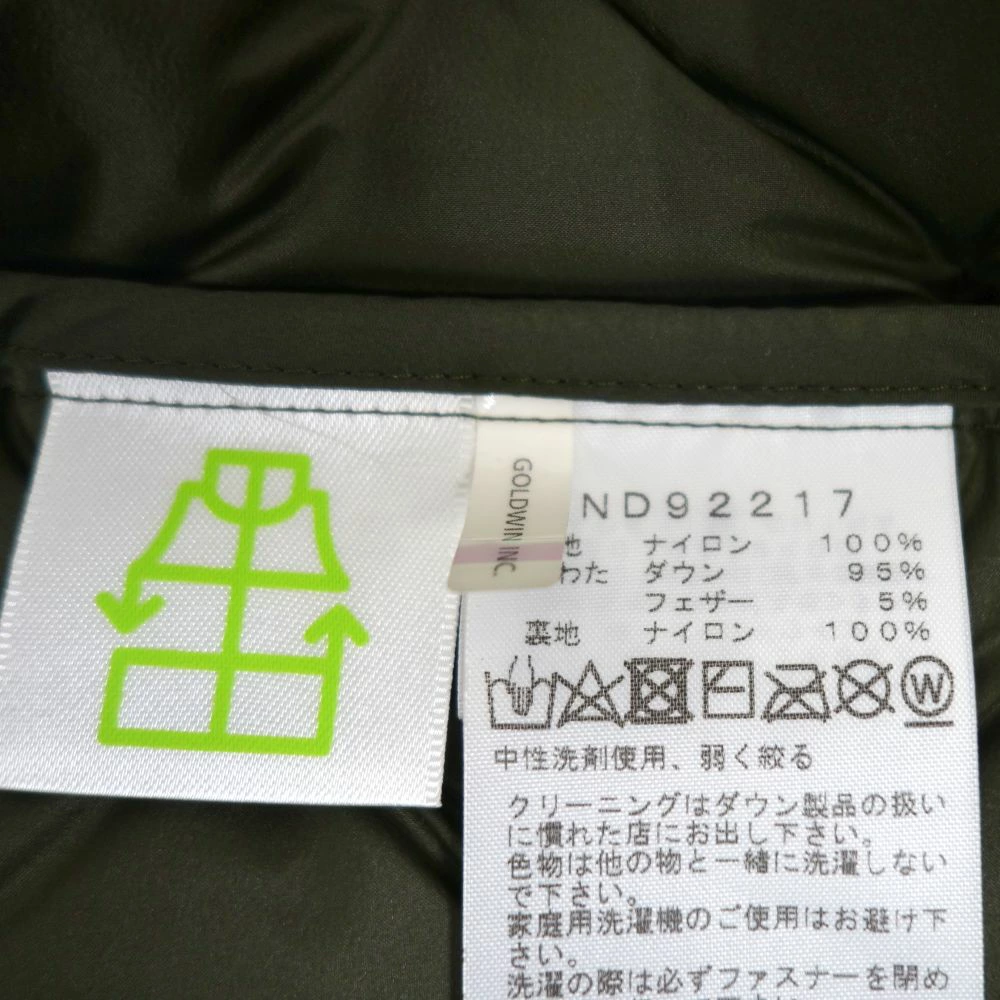 GOLDWIN INC.
ND92217
地 ナイロン 100%
わた ダウン 95%
フェザー 5%
裏地 ナイロン 100%
W
中性洗剤使用、弱く絞る
クリーニングはダウン製品の扱い
に慣れた店にお出し下さい。
色物は他の物と一緒に洗濯しない
で下さい。
家庭用洗濯機のご使用はお避け下
さい。
洗濯の際は必ずファスナーを閉め